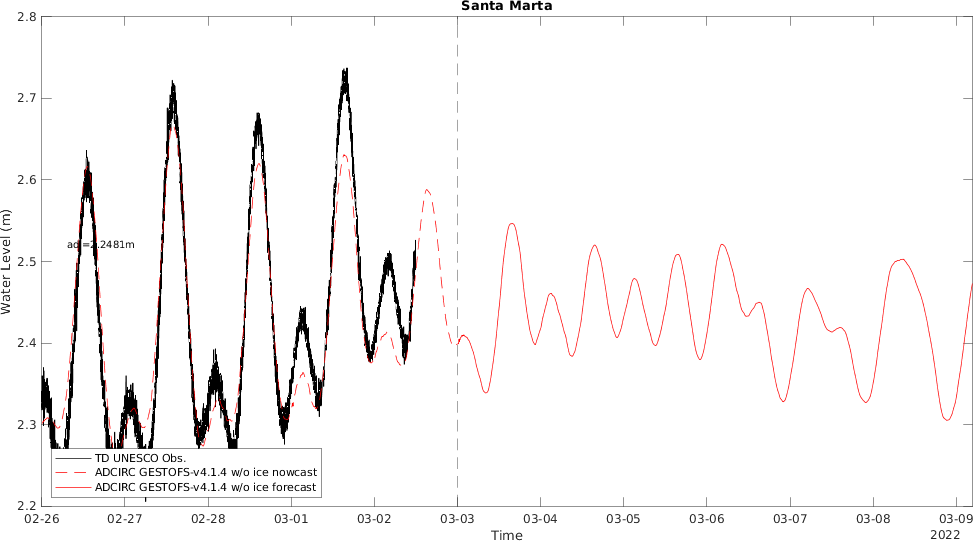 Santa Marta
2.8
2.7
2.6
2.5
2.4
2.3
2.2
Water Level (m)
adj=2.2481m
TD UNESCO Obs.
ADCIRC GESTOFS-v4.1.4 w/o ice nowcast
ADCIRC GESTOFS-v4.1.4 w/o ice forecast
02-26 02-27 02-28 03-01 03-02 03-03 03-04 03-05 03-06 03-07 03-08 03-09
Time
2022